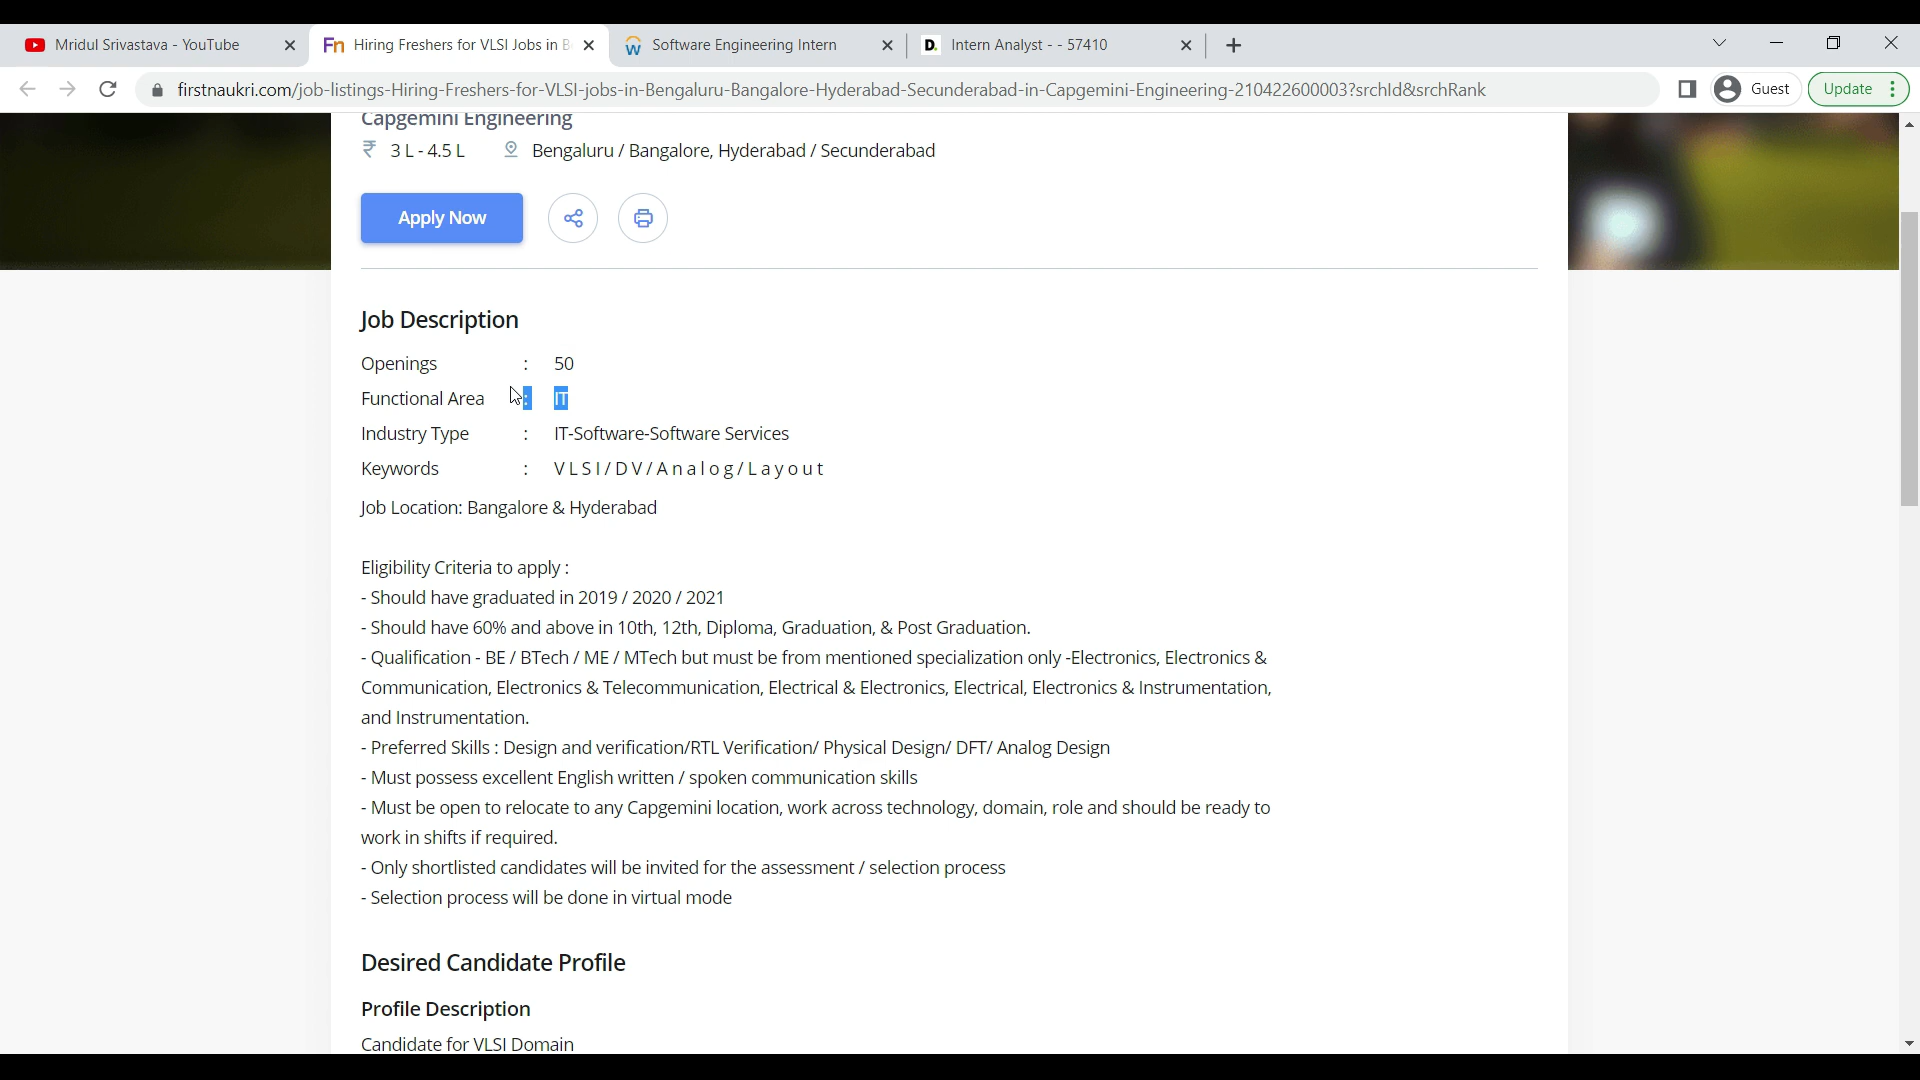 Mridul Srivastava - YouTube
Fn Hiring Freshers for VLSI Jobs in B
Software Engineering Intern
D. Intern Analyst - - 57410
firstnaukri.com/job-listings-Hiring-Freshers-for-VLSI-jobs-in-Bengaluru-Bangalore-Hyderabad-Secunderabad-in-Capgemini-Engineering-210422600003?srchId&srchRank
Guest
Update
Capgemini Engineering
₹ 3 L - 4.5 L Bengaluru / Bangalore, Hyderabad / Secunderabad
Apply Now
Job Description
Openings : 50
Functional Area : IT
Industry Type : IT-Software-Software Services
Keywords : V L S I / D V / A n a l o g / L a y o u t
Job Location: Bangalore & Hyderabad
Eligibility Criteria to apply :
- Should have graduated in 2019 / 2020 / 2021
- Should have 60% and above in 10th, 12th, Diploma, Graduation, & Post Graduation.
- Qualification - BE / BTech / ME / MTech but must be from mentioned specialization only -Electronics, Electronics &
Communication, Electronics & Telecommunication, Electrical & Electronics, Electrical, Electronics & Instrumentation,
and Instrumentation.
- Preferred Skills : Design and verification/RTL Verification/ Physical Design/ DFT/ Analog Design
- Must possess excellent English written / spoken communication skills
- Must be open to relocate to any Capgemini location, work across technology, domain, role and should be ready to
work in shifts if required.
- Only shortlisted candidates will be invited for the assessment / selection process
- Selection process will be done in virtual mode
Desired Candidate Profile
Profile Description
Candidate for VLSI Domain